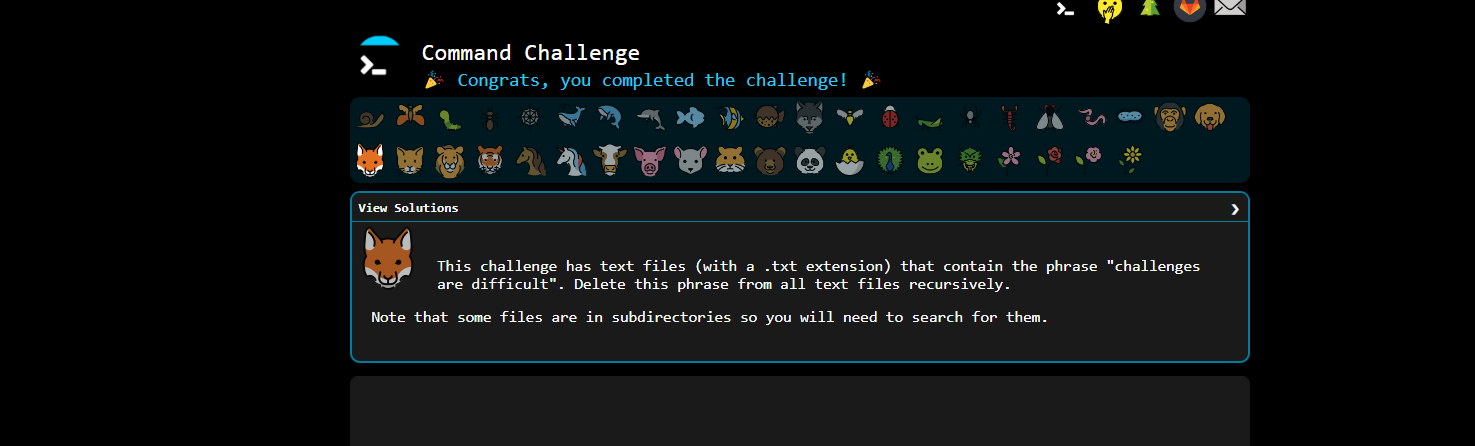 Command Challenge
🎉 Congrats, you completed the challenge! 🎉
View Solutions
This challenge has text files (with a .txt extension) that contain the phrase "challenges
are difficult". Delete this phrase from all text files recursively.
Note that some files are in subdirectories so you will need to search for them.